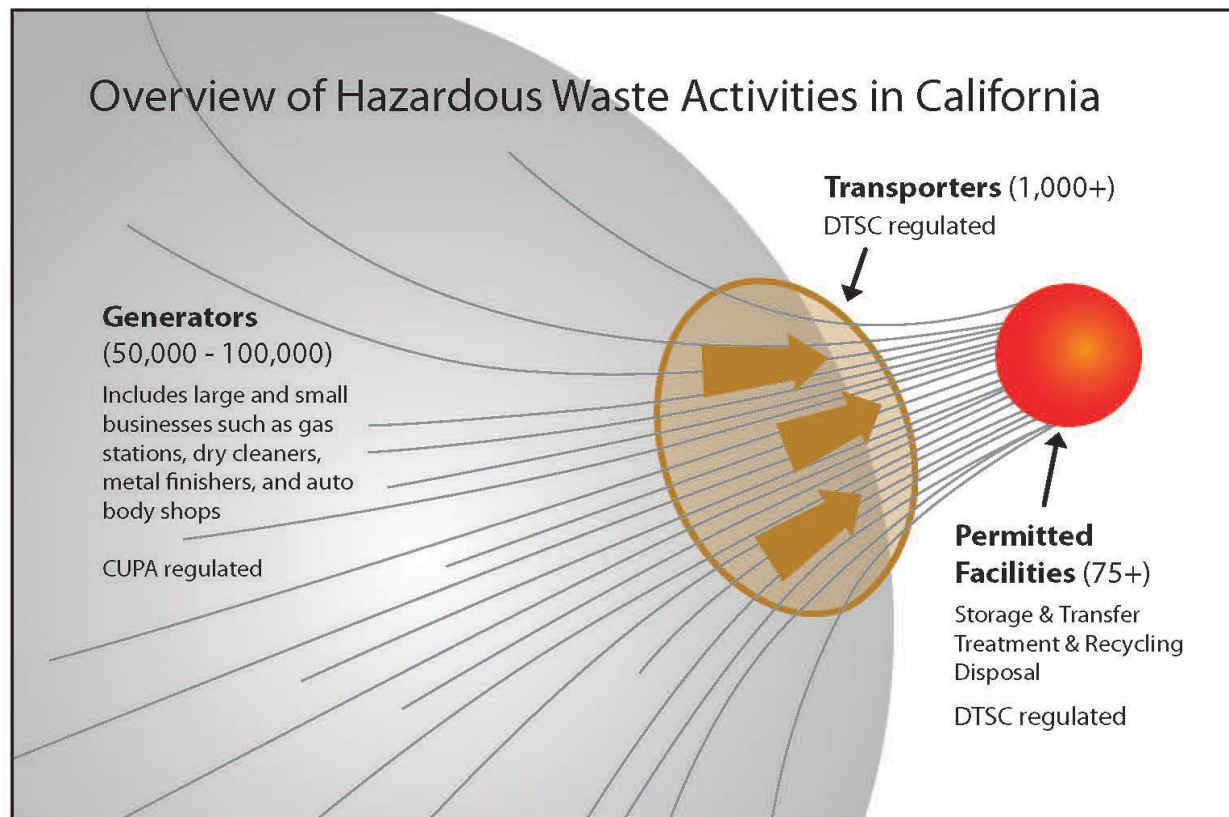 Overview of Hazardous Waste Activities in California
Transporters (1,000+)
DTSC regulated
Generators
(50,000 - 100,000)
Includes large and small
businesses such as gas
stations, dry cleaners,
metal finishers, and auto
body shops
CUPA regulated
Permitted
Facilities (75+)
Storage & Transfer
Treatment & Recycling
Disposal
DTSC regulated